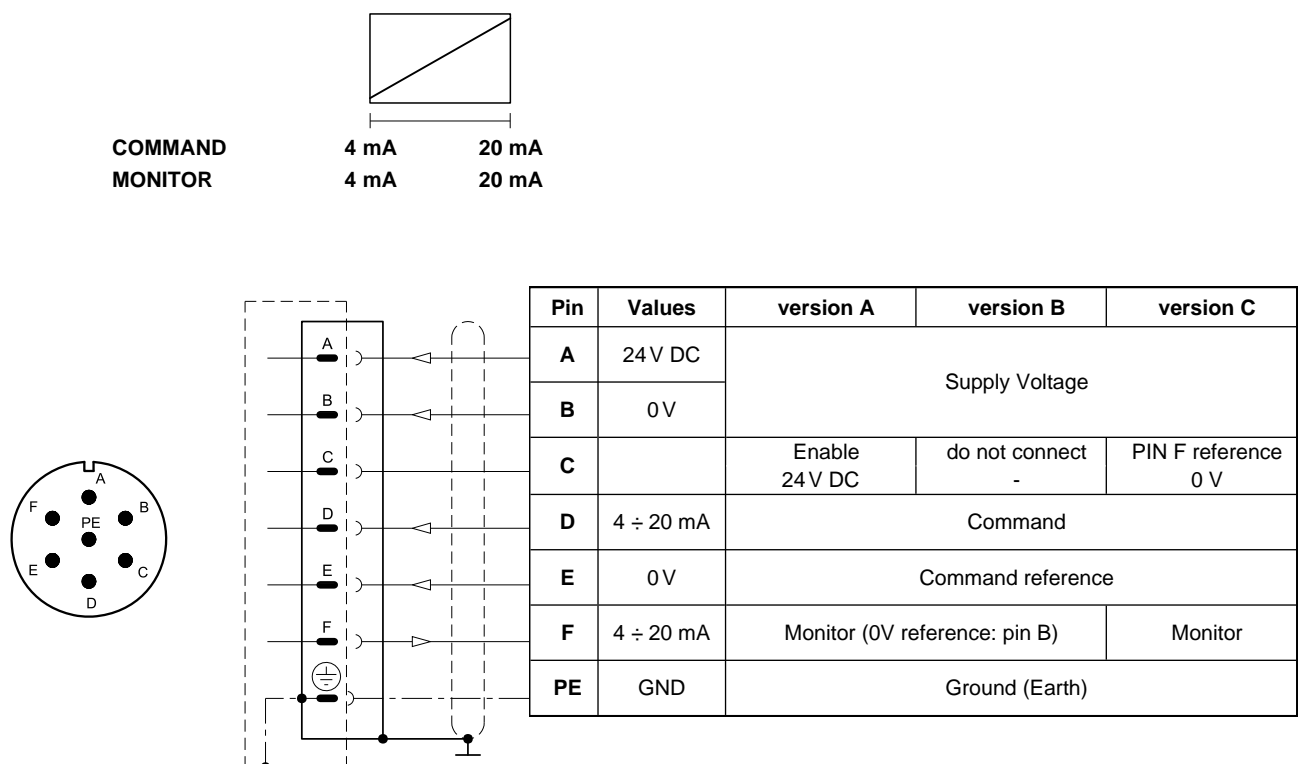 COMMAND 4 mA 20 mA
MONITOR 4 mA 20 mA
A
B
C
D
E
F
PE
A
B
C
D
E
F
Pin Values version A version B version C
A 24 V DC Supply Voltage
B 0 V
C Enable 24 V DC do not connect - PIN F reference 0 V
D 4 ÷ 20 mA Command
E 0 V Command reference
F 4 ÷ 20 mA Monitor (0V reference: pin B) Monitor
PE GND Ground (Earth)